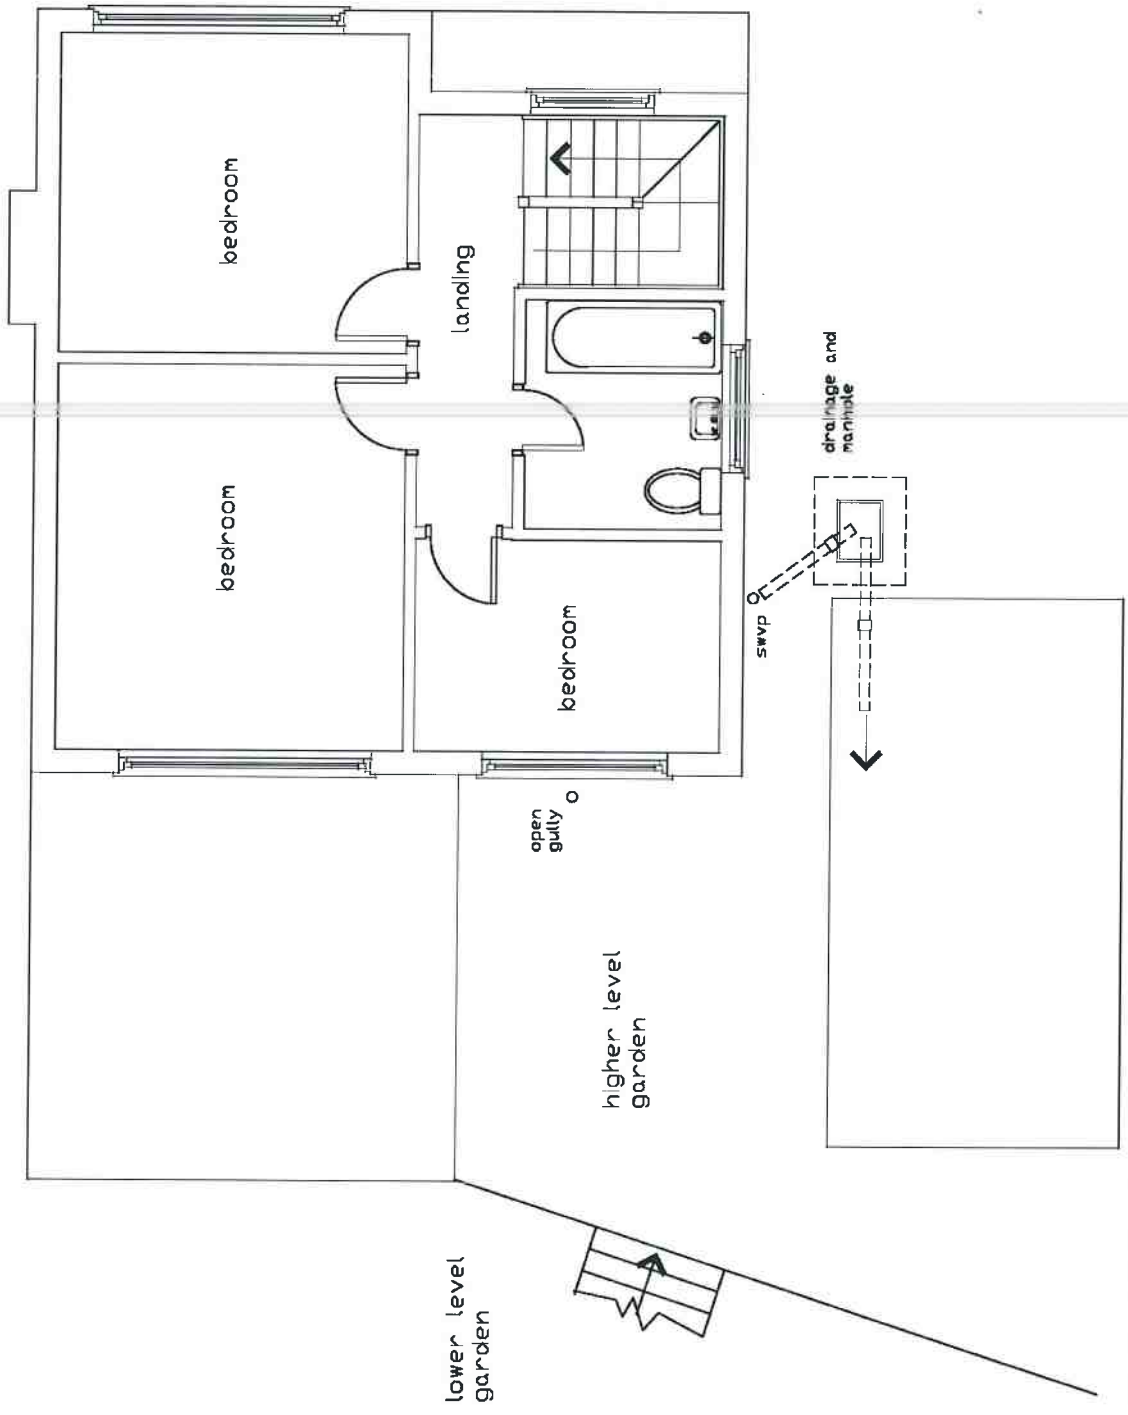 bedroom
bedroom
landing
bedroom
drainage and
manhole
swvp
open
gully
higher level
garden
lower level
garden